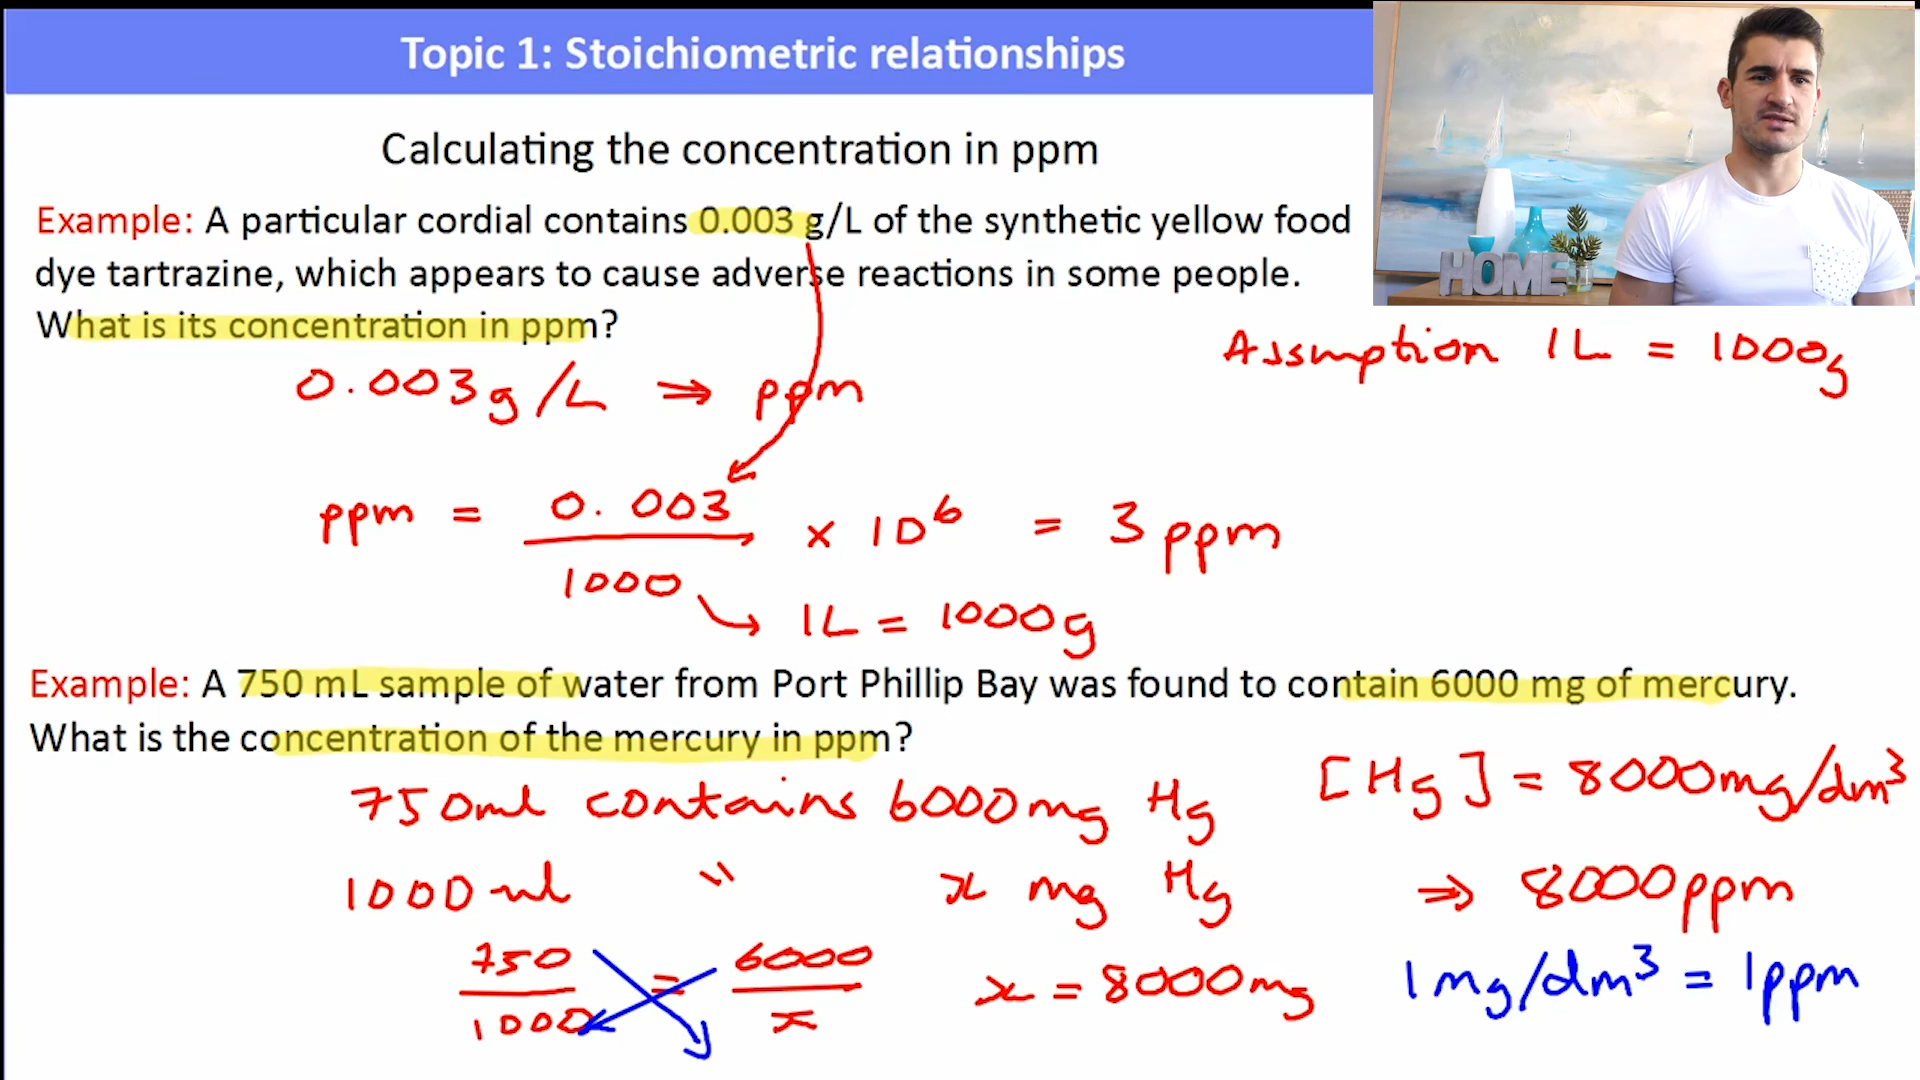 Topic 1: Stoichiometric relationships
Calculating the concentration in ppm
Example: A particular cordial contains 0.003 g/L of the synthetic yellow food
dye tartrazine, which appears to cause adverse reactions in some people.
What is its concentration in ppm?
HOME
Assumption 1L = 1000g
0.003g/L ⇒ ppm
ppm = 0.003 / 1000 × 10⁶ = 3 ppm
1L = 1000g
Example: A 750 mL sample of water from Port Phillip Bay was found to contain 6000 mg of mercury.
What is the concentration of the mercury in ppm?
750ml contains 6000mg Hg
1000ml " x mg Hg
750 / 1000 = 6000 / x
x = 8000mg
[Hg] = 8000mg/dm³
⇒ 8000ppm
1mg/dm³ = 1ppm